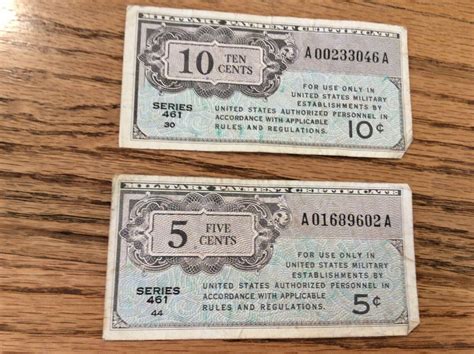 MILITARY PAYMENT CERTIFICATE
10 TEN CENTS
A00233046A
FOR USE ONLY IN
UNITED STATES MILITARY
ESTABLISHMENTS BY
UNITED STATES AUTHORIZED PERSONNEL IN
ACCORDANCE WITH APPLICABLE
RULES AND REGULATIONS.
SERIES
461
30
10¢
MILITARY PAYMENT CERTIFICATE
5 FIVE CENTS
A01689602A
FOR USE ONLY IN
UNITED STATES MILITARY
ESTABLISHMENTS BY
UNITED STATES AUTHORIZED PERSONNEL IN
ACCORDANCE WITH APPLICABLE
RULES AND REGULATIONS.
SERIES
461
44
5¢